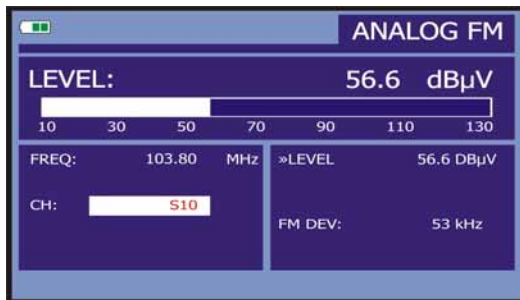 ANALOG FM
LEVEL: 56.6 dBµV
10 30 50 70 90 110 130
FREQ: 103.80 MHz
CH: S10
»LEVEL 56.6 DBµV
FM DEV: 53 kHz